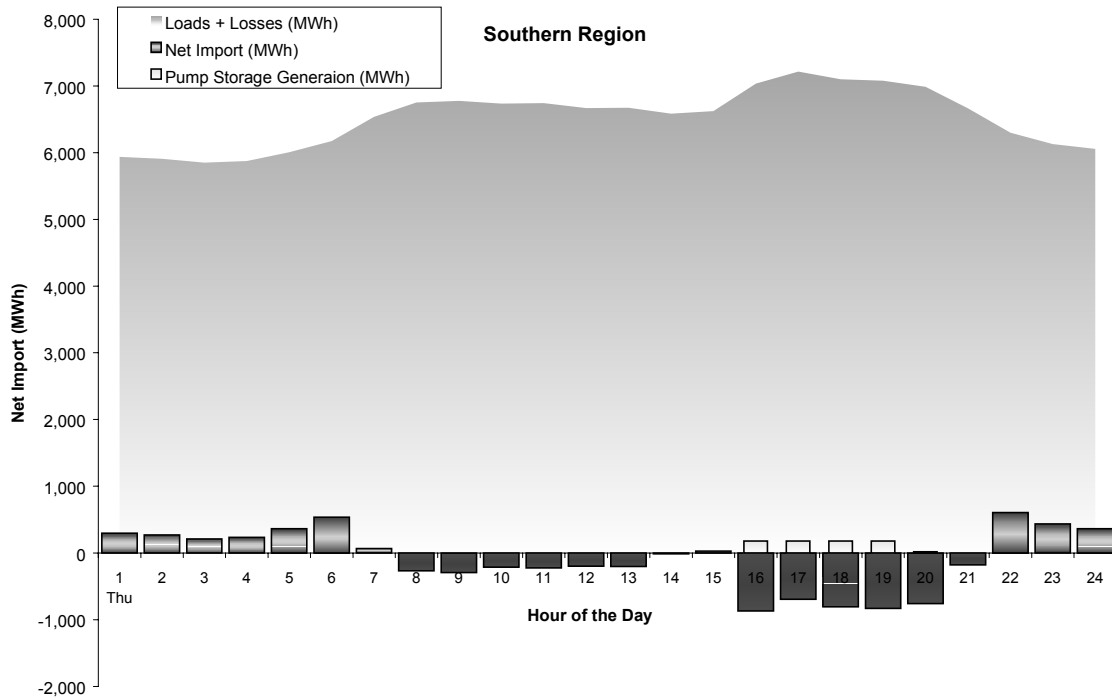 8,000
Loads + Losses (MWh)
Net Import (MWh)
Pump Storage Generaion (MWh)
Southern Region
7,000
6,000
5,000
4,000
3,000
2,000
1,000
0
-1,000
-2,000
Net Import (MWh)
1 2 3 4 5 6 7 8 9 10 11 12 13 14 15 16 17 18 19 20 21 22 23 24
Thu
Hour of the Day